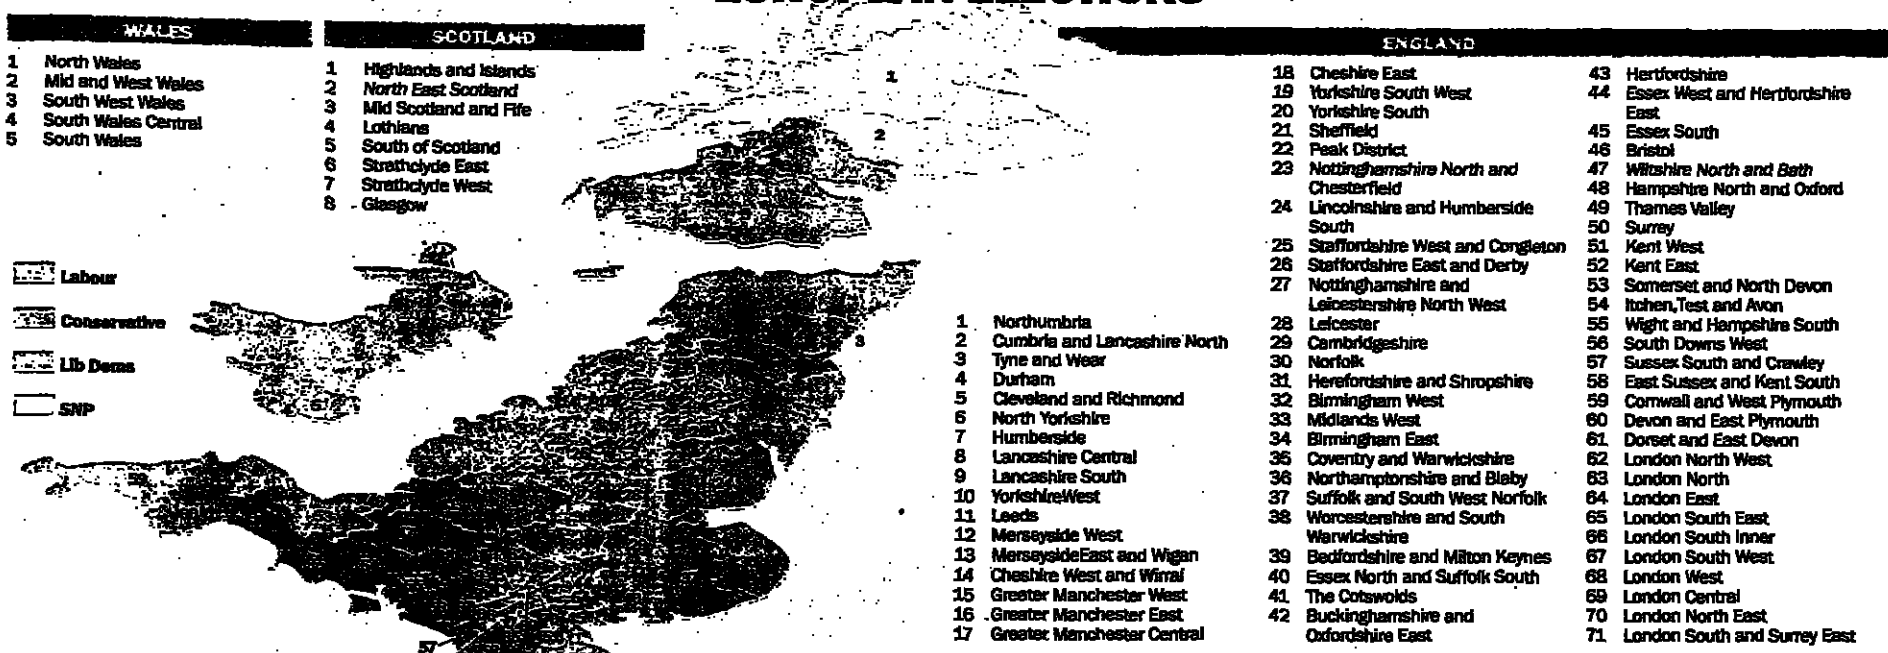 WALES
1 North Wales
2 Mid and West Wales
3 South West Wales
4 South Wales Central
5 South Wales
SCOTLAND
1 Highlands and Islands
2 North East Scotland
3 Mid Scotland and Fife
4 Lothians
5 South of Scotland
6 Strathclyde East
7 Strathclyde West
8 Glasgow
Labour
Conservative
Lib Dems
SNP
1
2
3
57
ENGLAND
1 Northumbria
2 Cumbria and Lancashire North
3 Tyne and Wear
4 Durham
5 Cleveland and Richmond
6 North Yorkshire
7 Humberside
8 Lancashire Central
9 Lancashire South
10 YorkshireWest
11 Leeds
12 Merseyside West
13 MerseysideEast and Wigan
14 Cheshire West and Wirral
15 Greater Manchester West
16 Greater Manchester East
17 Greater Manchester Central
18 Cheshire East
19 Yorkshire South West
20 Yorkshire South
21 Sheffield
22 Peak District
23 Nottinghamshire North and
Chesterfield
24 Lincolnshire and Humberside
South
25 Staffordshire West and Congleton
26 Staffordshire East and Derby
27 Nottinghamshire and
Leicestershire North West
28 Leicester
29 Cambridgeshire
30 Norfolk
31 Herefordshire and Shropshire
32 Birmingham West
33 Midlands West
34 Birmingham East
35 Coventry and Warwickshire
36 Northamptonshire and Blaby
37 Suffolk and South West Norfolk
38 Worcestershire and South
Warwickshire
39 Bedfordshire and Milton Keynes
40 Essex North and Suffolk South
41 The Cotswolds
42 Buckinghamshire and
Oxfordshire East
43 Hertfordshire
44 Essex West and Hertfordshire
East
45 Essex South
46 Bristol
47 Wiltshire North and Bath
48 Hampshire North and Oxford
49 Thames Valley
50 Surrey
51 Kent West
52 Kent East
53 Somerset and North Devon
54 Itchen,Test and Avon
55 Wight and Hampshire South
56 South Downs West
57 Sussex South and Crawley
58 East Sussex and Kent South
59 Cornwall and West Plymouth
60 Devon and East Plymouth
61 Dorset and East Devon
62 London North West
63 London North
64 London East
65 London South East
66 London South Inner
67 London South West
68 London West
69 London Central
70 London North East
71 London South and Surrey East